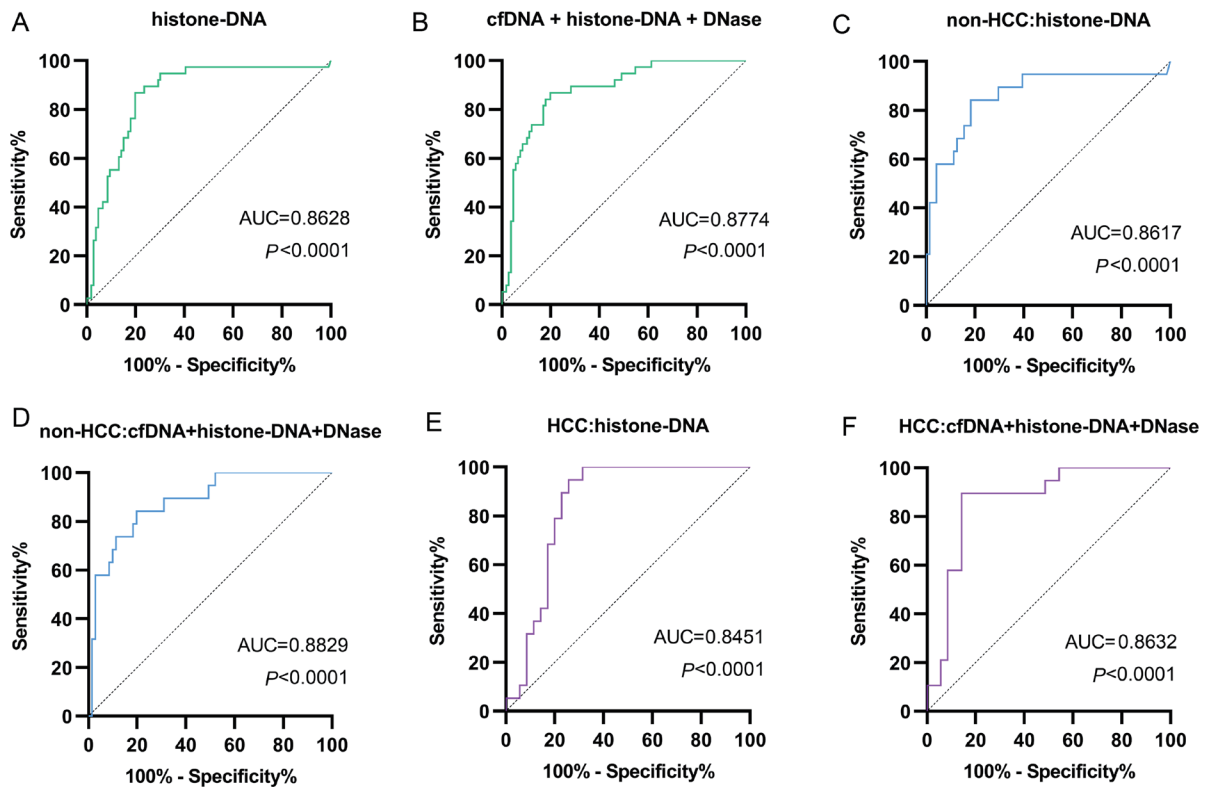 A
histone-DNA
100
80
60
40
20
0
Sensitivity%
AUC=0.8628
P<0.0001
0 20 40 60 80 100
100% - Specificity%
B
cfDNA + histone-DNA + DNase
100
80
60
40
20
0
Sensitivity%
AUC=0.8774
P<0.0001
0 20 40 60 80 100
100% - Specificity%
C
non-HCC:histone-DNA
100
80
60
40
20
0
Sensitivity%
AUC=0.8617
P<0.0001
0 20 40 60 80 100
100% - Specificity%
D
non-HCC:cfDNA+histone-DNA+DNase
100
80
60
40
20
0
Sensitivity%
AUC=0.8829
P<0.0001
0 20 40 60 80 100
100% - Specificity%
E
HCC:histone-DNA
100
80
60
40
20
0
Sensitivity%
AUC=0.8451
P<0.0001
0 20 40 60 80 100
100% - Specificity%
F
HCC:cfDNA+histone-DNA+DNase
100
80
60
40
20
0
Sensitivity%
AUC=0.8632
P<0.0001
0 20 40 60 80 100
100% - Specificity%